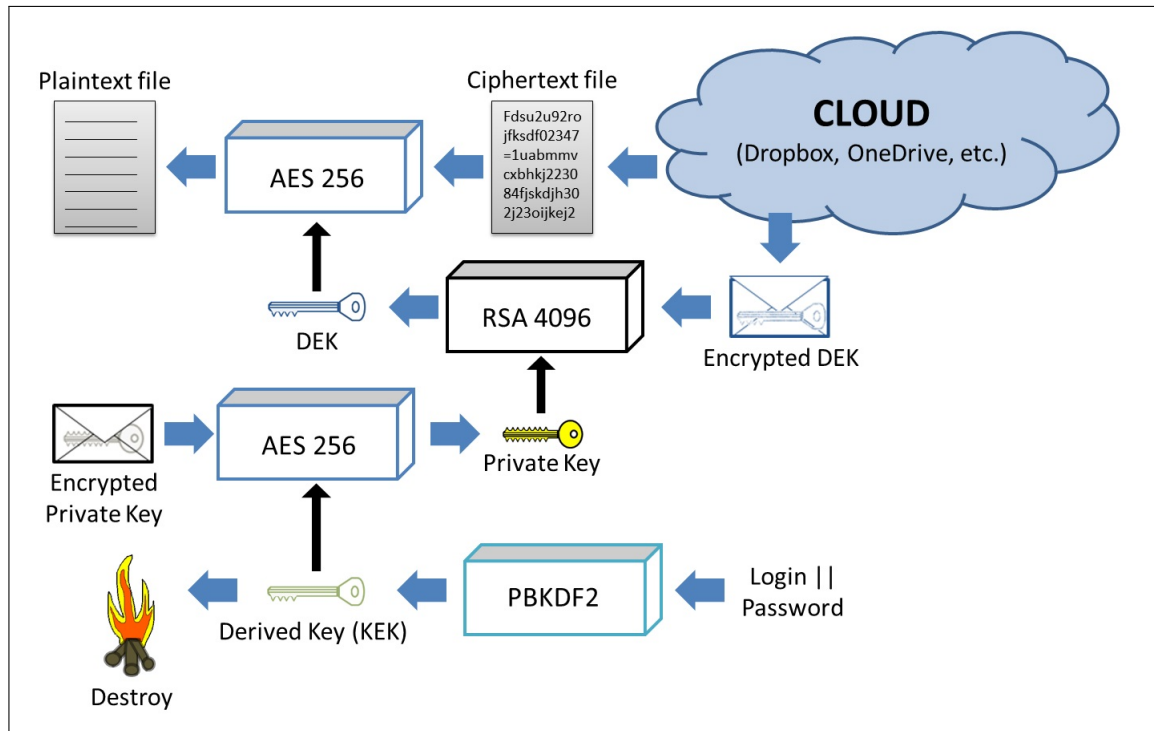 Plaintext file
Ciphertext file
Fdsu2u92ro
jfksdf02347
=1uabmmv
cxbhkj2230
84fjskdjh30
2j23oijkej2
CLOUD
(Dropbox, OneDrive, etc.)
AES 256
DEK
RSA 4096
Encrypted DEK
Encrypted
Private Key
AES 256
Private Key
Destroy
Derived Key (KEK)
PBKDF2
Login ||
Password